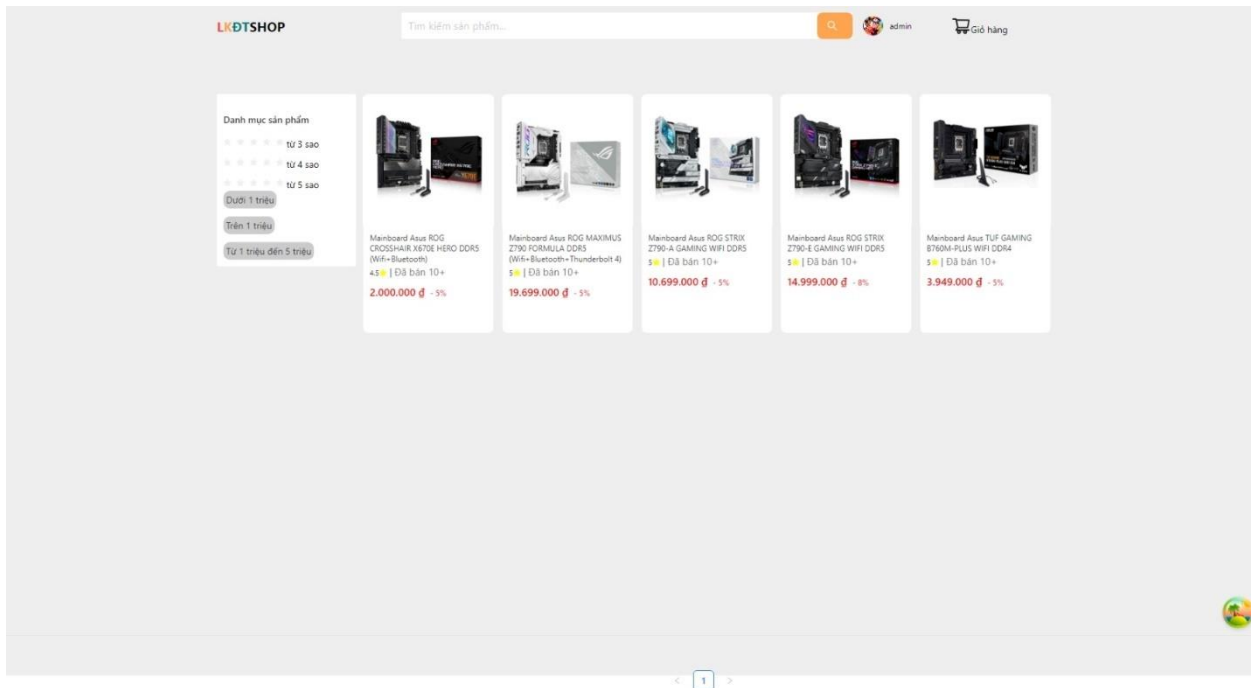 LKĐTSHOP
Tìm kiếm sản phẩm...
admin
Giỏ hàng
Danh mục sản phẩm
từ 3 sao
từ 4 sao
từ 5 sao
Dưới 1 triệu
Trên 1 triệu
Từ 1 triệu đến 5 triệu
Mainboard Asus ROG
CROSSHAIR X670E HERO DDR5
(Wifi+Bluetooth)
4.5 | Đã bán 10+
2.000.000 ₫ - 5%
Mainboard Asus ROG MAXIMUS
Z790 FORMULA DDR5
(Wifi+Bluetooth+Thunderbolt 4)
5 | Đã bán 10+
19.699.000 ₫ - 5%
Mainboard Asus ROG STRIX
Z790-A GAMING WIFI DDR5
5 | Đã bán 10+
10.699.000 ₫ - 5%
Mainboard Asus ROG STRIX
Z790-E GAMING WIFI DDR5
5 | Đã bán 10+
14.999.000 ₫ - 8%
Mainboard Asus TUF GAMING
B760M-PLUS WIFI DDR4
5 | Đã bán 10+
3.949.000 ₫ - 5%
< 1 >